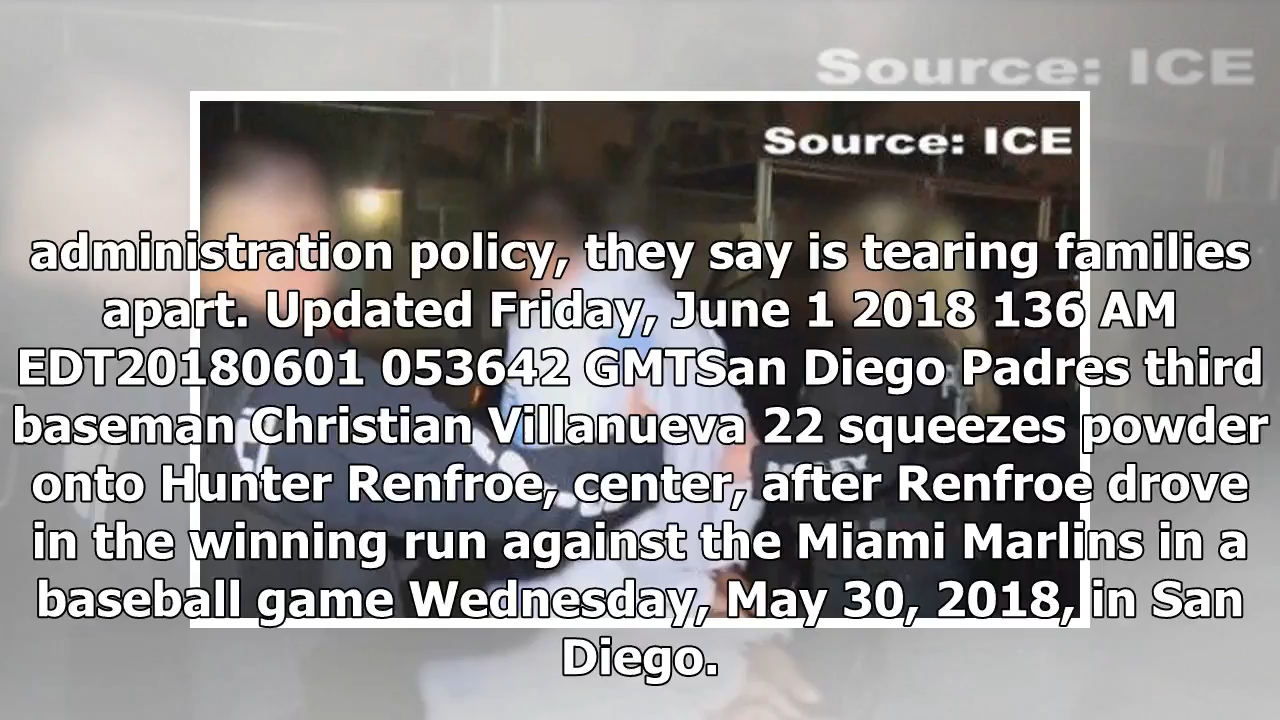 Source: ICE
Source: ICE
administration policy, they say is tearing families
apart. Updated Friday, June 1 2018 136 AM
EDT20180601 053642 GMTSan Diego Padres third
baseman Christian Villanueva 22 squeezes powder
onto Hunter Renfroe, center, after Renfroe drove
in the winning run against the Miami Marlins in a
baseball game Wednesday, May 30, 2018, in San
Diego.